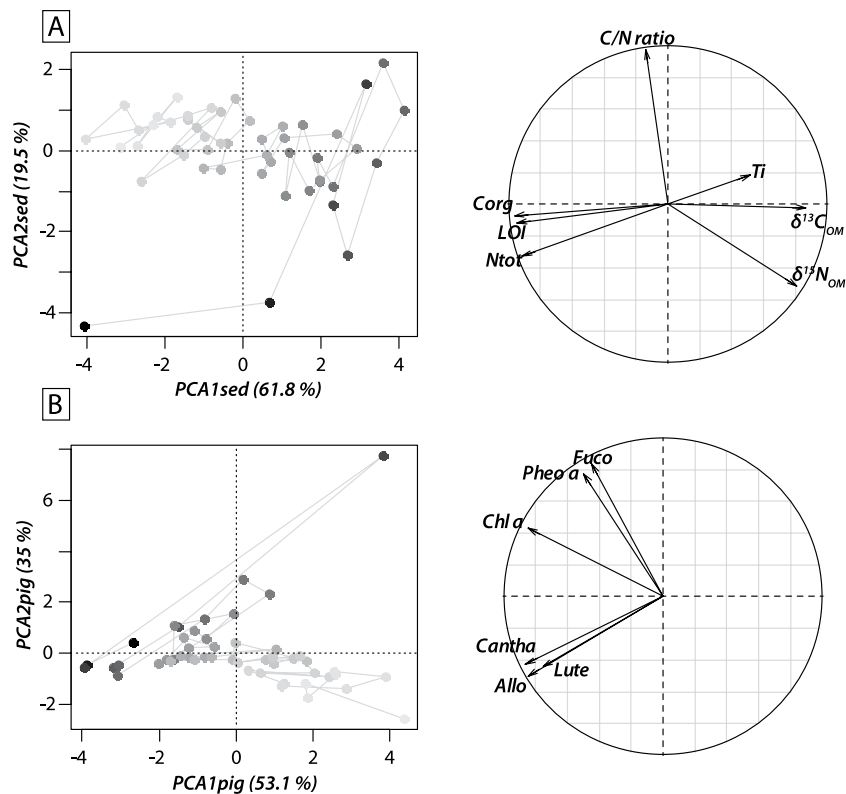 A
2
0
-2
-4
PCA2sed (19.5 %)
-4
-2
0
2
4
PCA1sed (61.8 %)
C/N ratio
Ti
Corg
δ¹³C_OM
LOI
Ntot
δ¹⁵N_OM
B
6
2
0
-2
PCA2pig (35 %)
-4
-2
0
2
4
PCA1pig (53.1 %)
Fuco
Pheo a
Chl a
Cantha
Lute
Allo